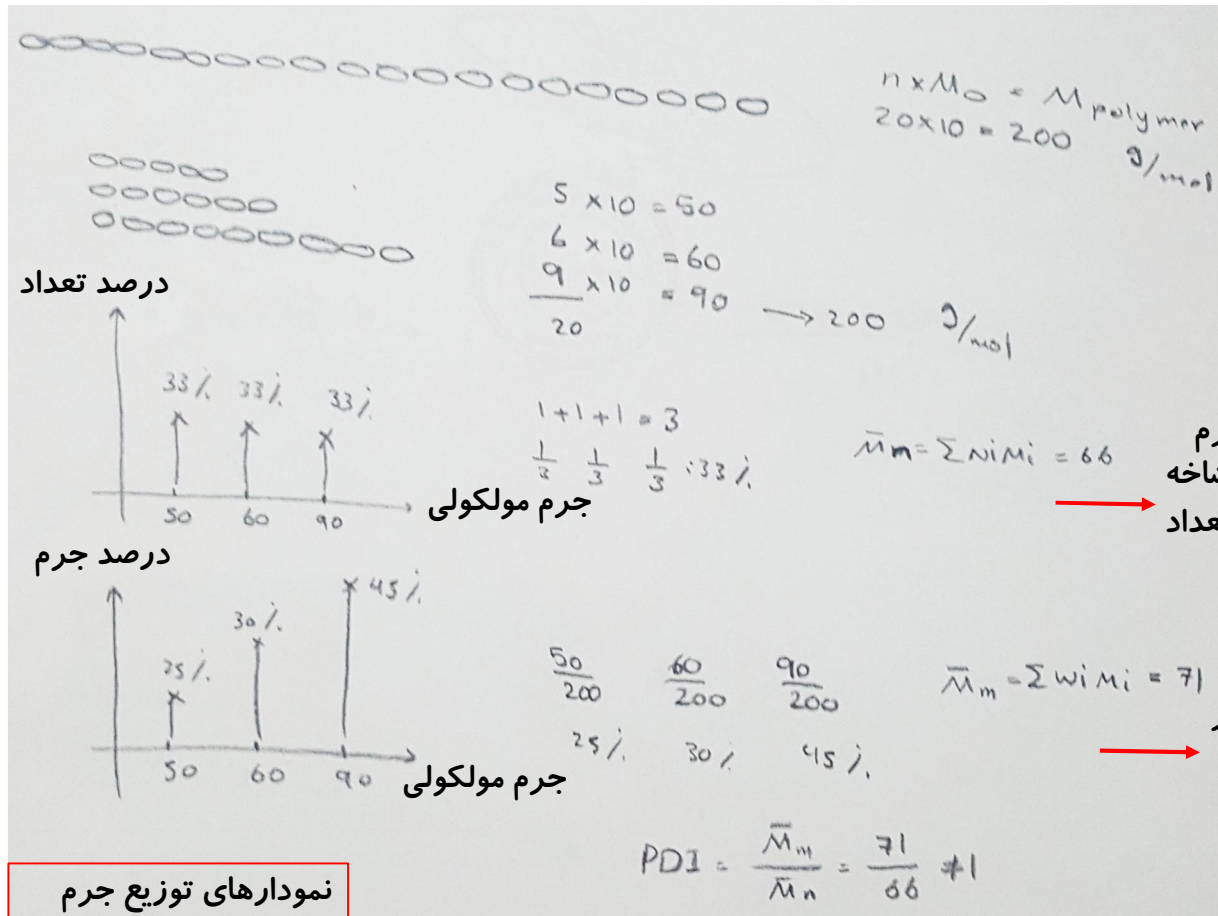 n × M₀ = M polymer
20×10 = 200 g/mol
5 ×10 = 50
6 ×10 = 60
9 ×10 = 90
20 → 200 g/mol
درصد تعداد
33٪ 33٪ 33٪
50 60 90
جرم مولکولی
1+1+1 = 3
1/3 1/3 1/3 : 33٪
M̄m = Σ NiMi = 66
درصد جرم
25٪ 30٪ 45٪
50 60 90
جرم مولکولی
50/200 60/200 90/200
25٪ 30٪ 45٪
M̄m = Σ wi Mi = 71
PDI = M̄m/M̄n = 71/66 ≠ 1
نمودارهای توزیع جرم